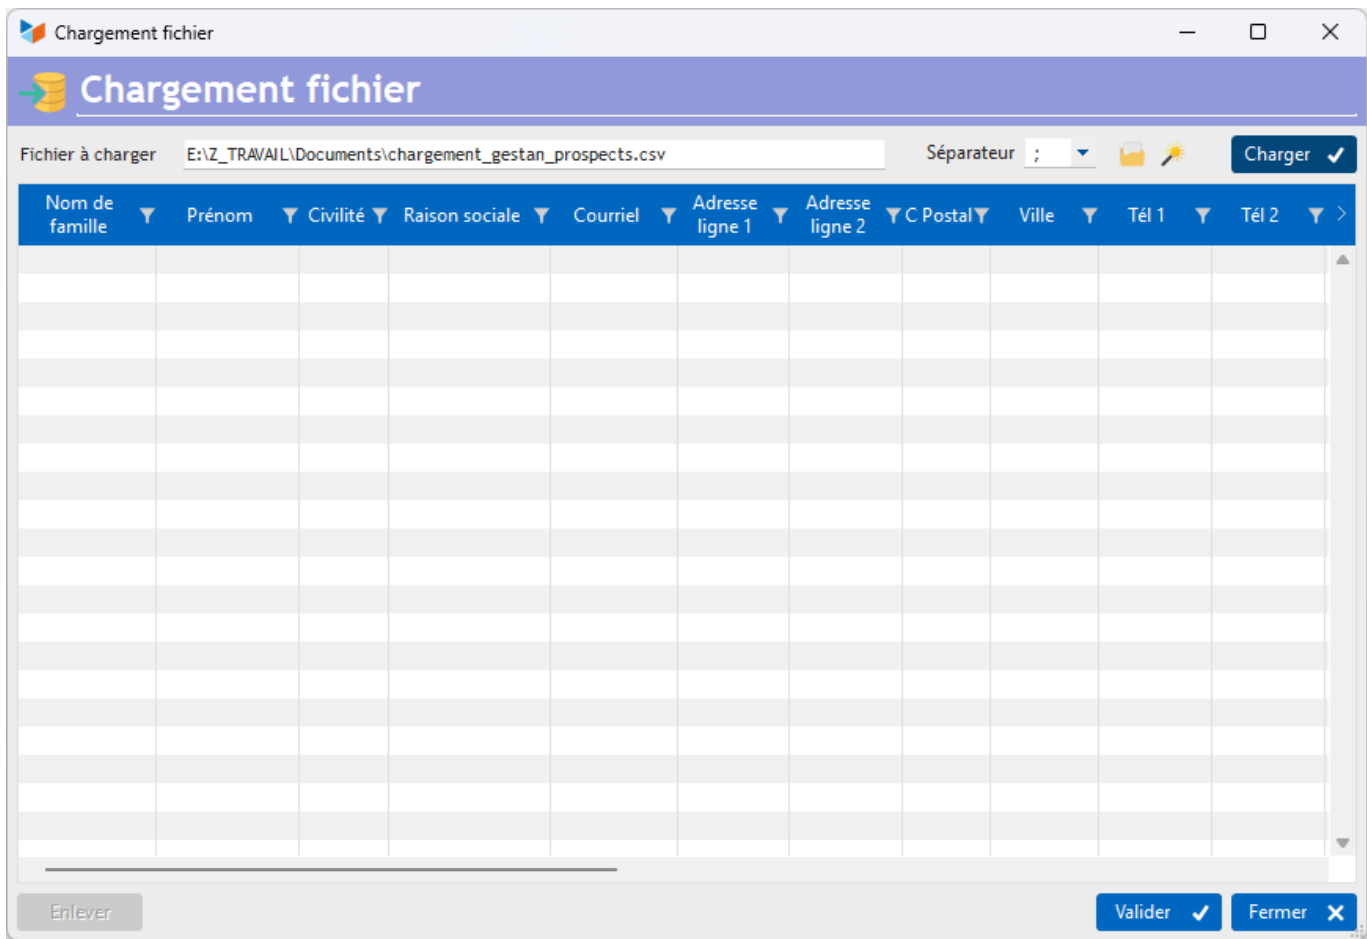 Chargement fichier
Chargement fichier
Fichier à charger E:\Z_TRAVAIL\Documents\chargement_gestan_prospects.csv Séparateur ; Charger
Nom de famille Prénom Civilité Raison sociale Courriel Adresse ligne 1 Adresse ligne 2 C Postal Ville Tél 1 Tél 2
Enlever Valider Fermer